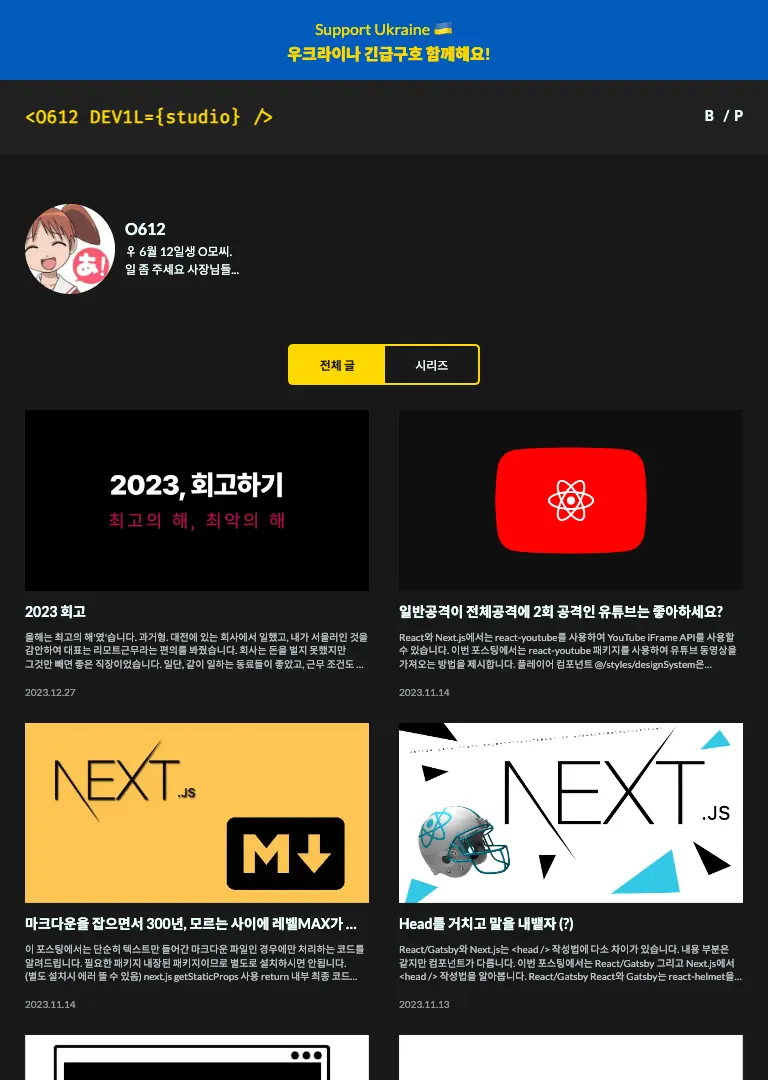 Support Ukraine
우크라이나 긴급구호 함께해요!
<O612 DEV1L={studio} />
B / P
あ!
O612
우 6월 12일생 O모씨.
일 좀 주세요 사장님들...
전체 글
시리즈
2023, 회고하기
최고의 해, 최악의 해
2023 회고
올해는 최고의 해'였'습니다. 과거형. 대전에 있는 회사에서 일했고, 내가 서울러인 것을
감안하여 대표는 리모트근무라는 편의를 봐줬습니다. 회사는 돈을 벌지 못했지만
그것만 빼면 좋은 직장이었습니다. 일단, 같이 일하는 동료들이 좋았고, 근무 조건도 ...
2023.12.27
일반공격이 전체공격에 2회 공격인 유튜브는 좋아하세요?
React와 Next.js에서는 react-youtube를 사용하여 YouTube iFrame API를 사용할
수 있습니다. 이번 포스팅에서는 react-youtube 패키지를 사용하여 유튜브 동영상을
가져오는 방법을 제시합니다. 플레이어 컴포넌트 @/styles/designSystem은...
2023.11.14
NEXT.JS
M
마크다운을 잡으면서 300년, 모르는 사이에 레벨MAX가 ...
이 포스팅에서는 단순히 텍스트만 들어간 마크다운 파일인 경우에만 처리하는 코드를
알려드립니다. 필요한 패키지 내장된 패키지이므로 별도로 설치하시면 안됩니다.
(별도 설치시 에러 뜰 수 있음) next.js getStaticProps 사용 return 내부 최종 코드...
2023.11.14
NEXT.JS
Head를 거치고 말을 내뱉자 (?)
React/Gatsby와 Next.js는 <head /> 작성법에 다소 차이가 있습니다. 내용 부분은
같지만 컴포넌트가 다릅니다. 이번 포스팅에서는 React/Gatsby 그리고 Next.js에서
<head /> 작성법을 알아봅니다. React/Gatsby React와 Gatsby는 react-helmet을...
2023.11.13